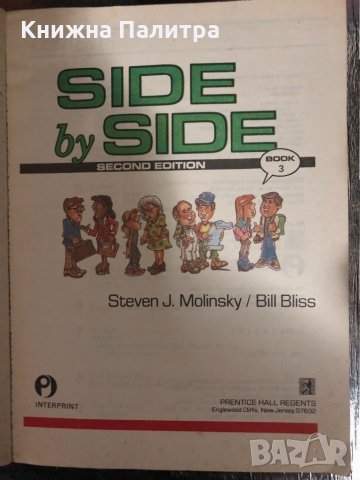 Книжна Палитра
SIDE
by SIDE
SECOND EDITION
BOOK
3
Steven J. Molinsky / Bill Bliss
INTERPRINT
PRENTICE HALL REGENTS
Englewood Cliffs, New Jersey 07632
BAZAR